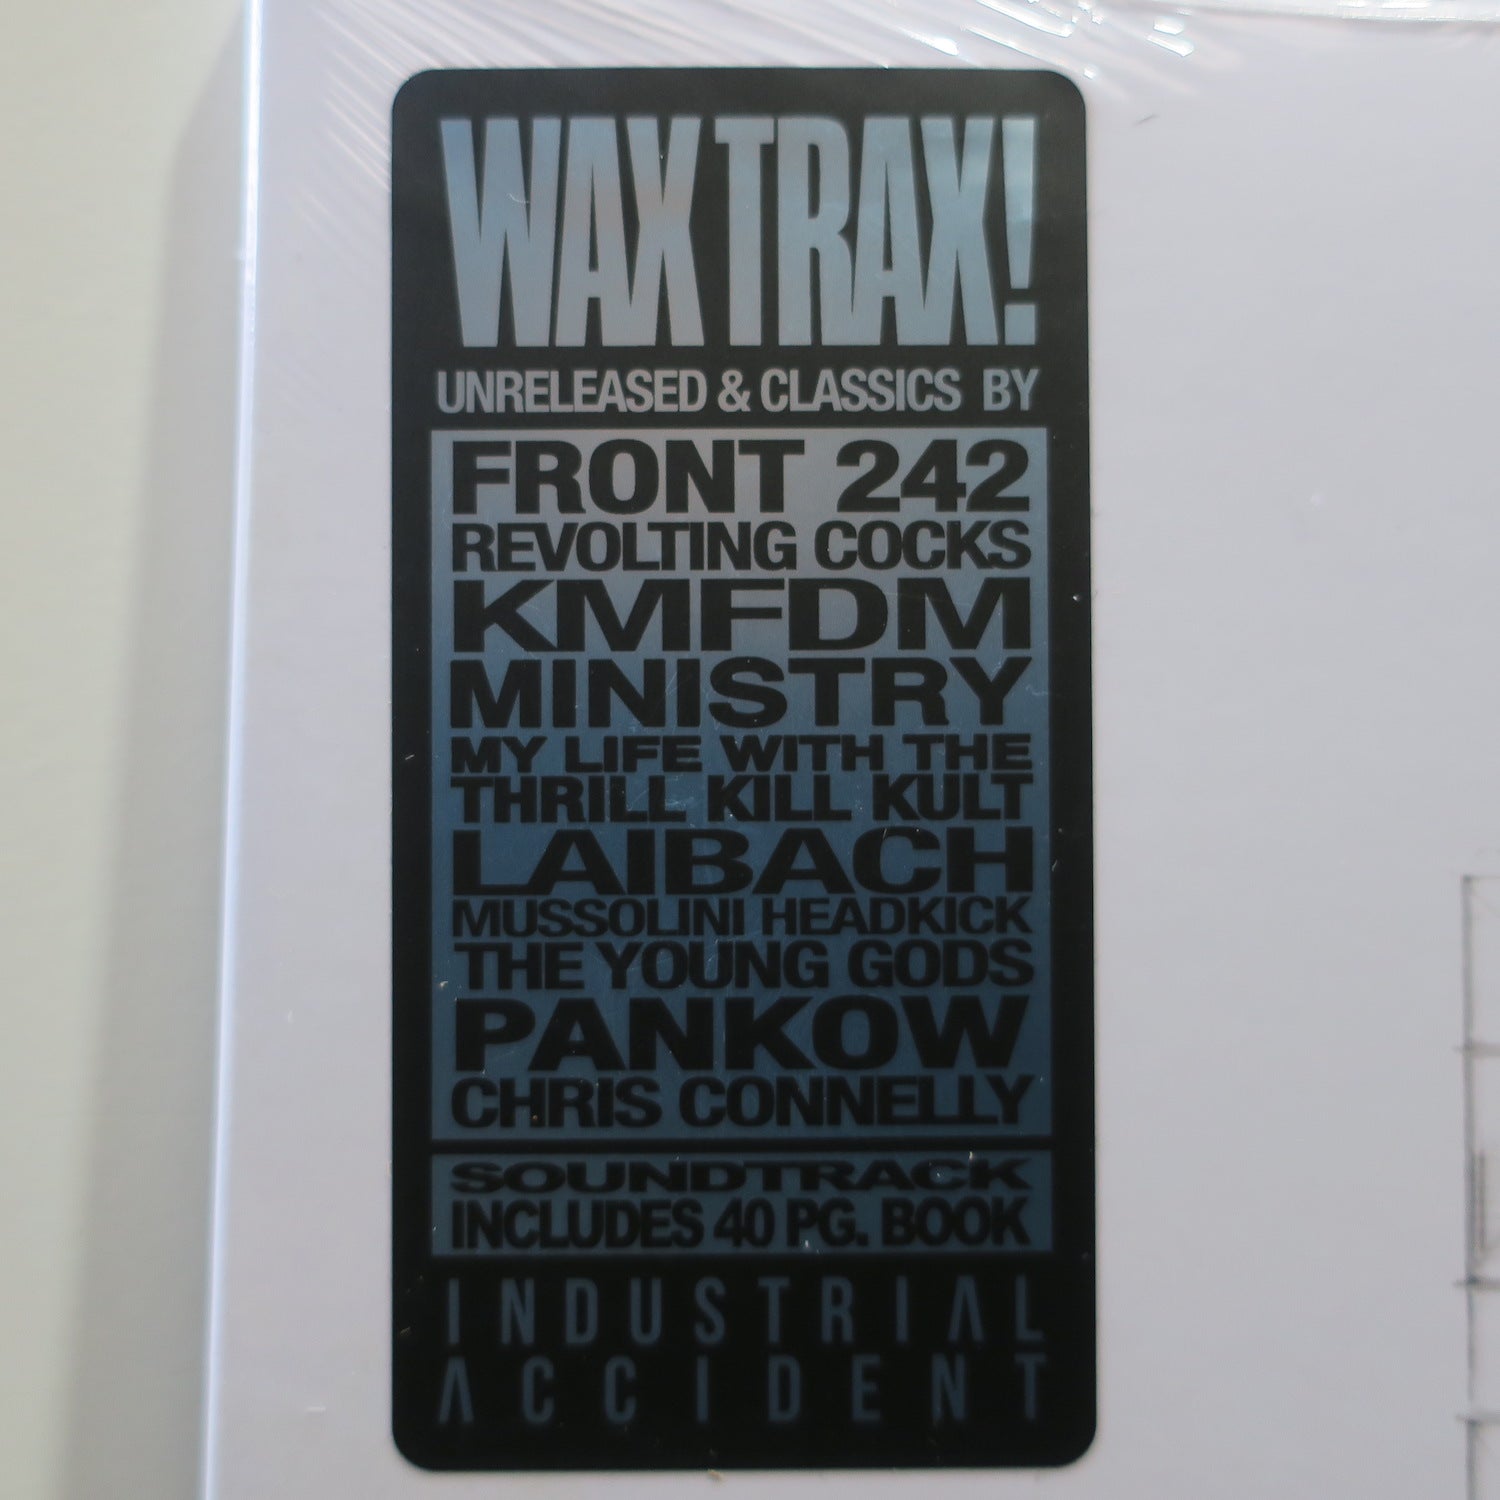 WAX TRAX!
UNRELEASED & CLASSICS BY
FRONT 242
REVOLTING COCKS
KMFDM
MINISTRY
MY LIFE WITH THE
THRILL KILL KULT
LAIBACH
MUSSOLINI HEADKICK
THE YOUNG GODS
PANKOW
CHRIS CONNELLY
SOUNDTRACK
INCLUDES 40 PG. BOOK
INDUSTRIAL
ACCIDENT